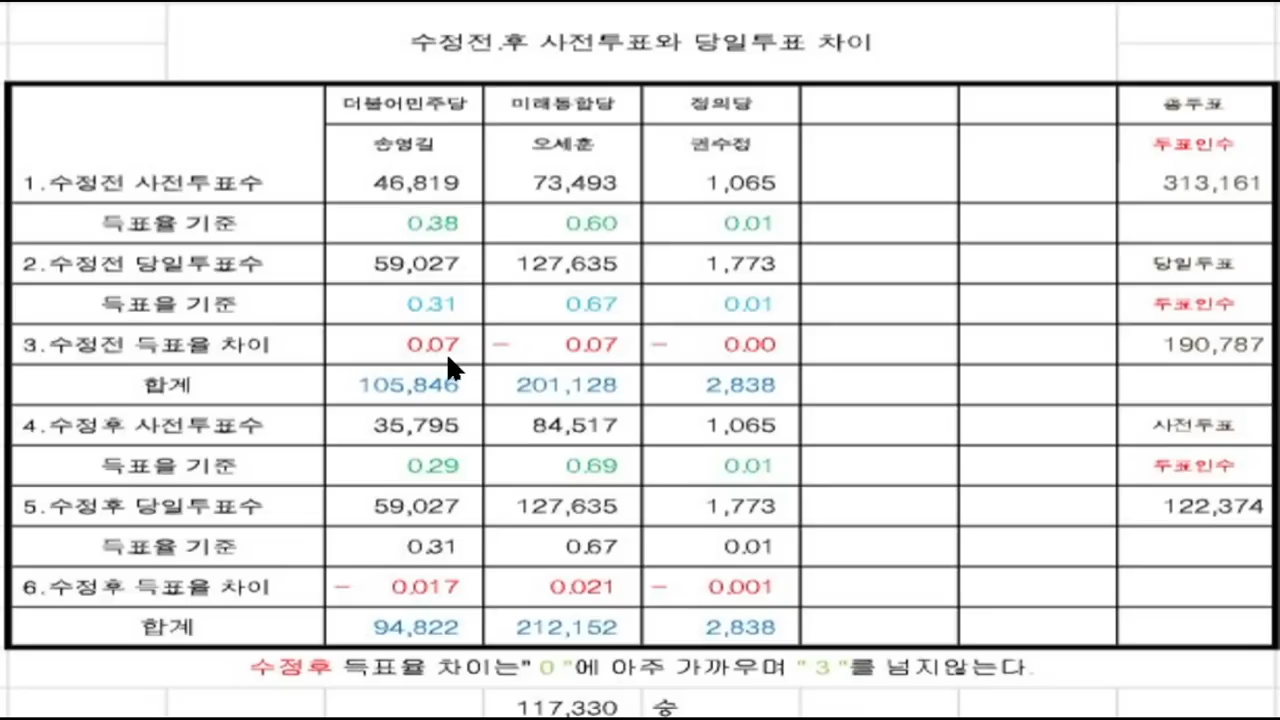 수정전.후 사전투표와 당일투표 차이
더불어민주당 미래통합당 정의당 총투표
송영길 오세훈 권수정 투표인수
1.수정전 사전투표수 46,819 73,493 1,065 313,161
득표율 기준 0.38 0.60 0.01
2.수정전 당일투표수 59,027 127,635 1,773 당일투표
득표율 기준 0.31 0.67 0.01 투표인수
3.수정전 득표율 차이 0.07 - 0.07 - 0.00 190,787
합계 105,846 201,128 2,838
4.수정후 사전투표수 35,795 84,517 1,065 사전투표
득표율 기준 0.29 0.69 0.01 투표인수
5.수정후 당일투표수 59,027 127,635 1,773 122,374
득표율 기준 0.31 0.67 0.01
6.수정후 득표율 차이 - 0.017 0.021 - 0.001
합계 94,822 212,152 2,838
수정후 득표율 차이는" 0 "에 아주 가까우며 " 3 "를 넘지않는다.
117,330 승